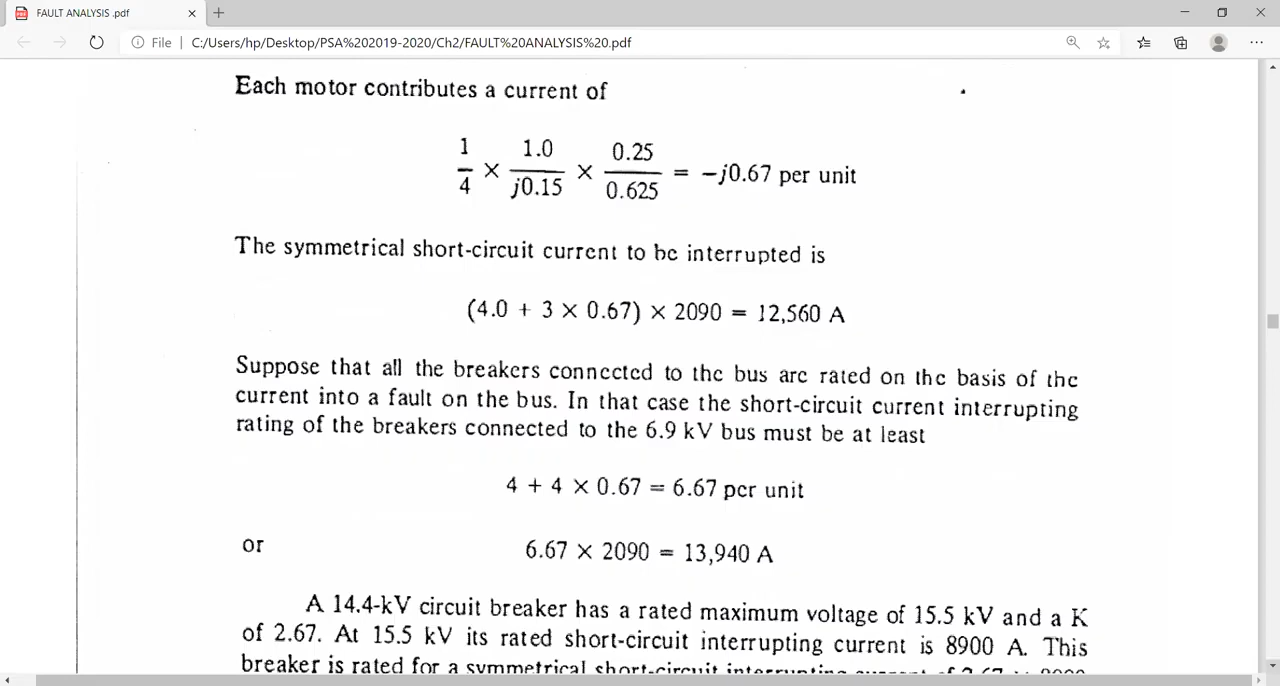 FAULT ANALYSIS .pdf
File | C:/Users/hp/Desktop/PSA%202019-2020/Ch2/FAULT%20ANALYSIS%20.pdf
Each motor contributes a current of
1/4 × 1.0/j0.15 × 0.25/0.625 = −j0.67 per unit
The symmetrical short-circuit current to be interrupted is
(4.0 + 3 × 0.67) × 2090 = 12,560 A
Suppose that all the breakers connected to the bus are rated on the basis of the
current into a fault on the bus. In that case the short-circuit current interrupting
rating of the breakers connected to the 6.9 kV bus must be at least
4 + 4 × 0.67 = 6.67 per unit
or
6.67 × 2090 = 13,940 A
A 14.4-kV circuit breaker has a rated maximum voltage of 15.5 kV and a K
of 2.67. At 15.5 kV its rated short-circuit interrupting current is 8900 A. This
breaker is rated for a symmetrical short-circuit interrupting current of 2.67